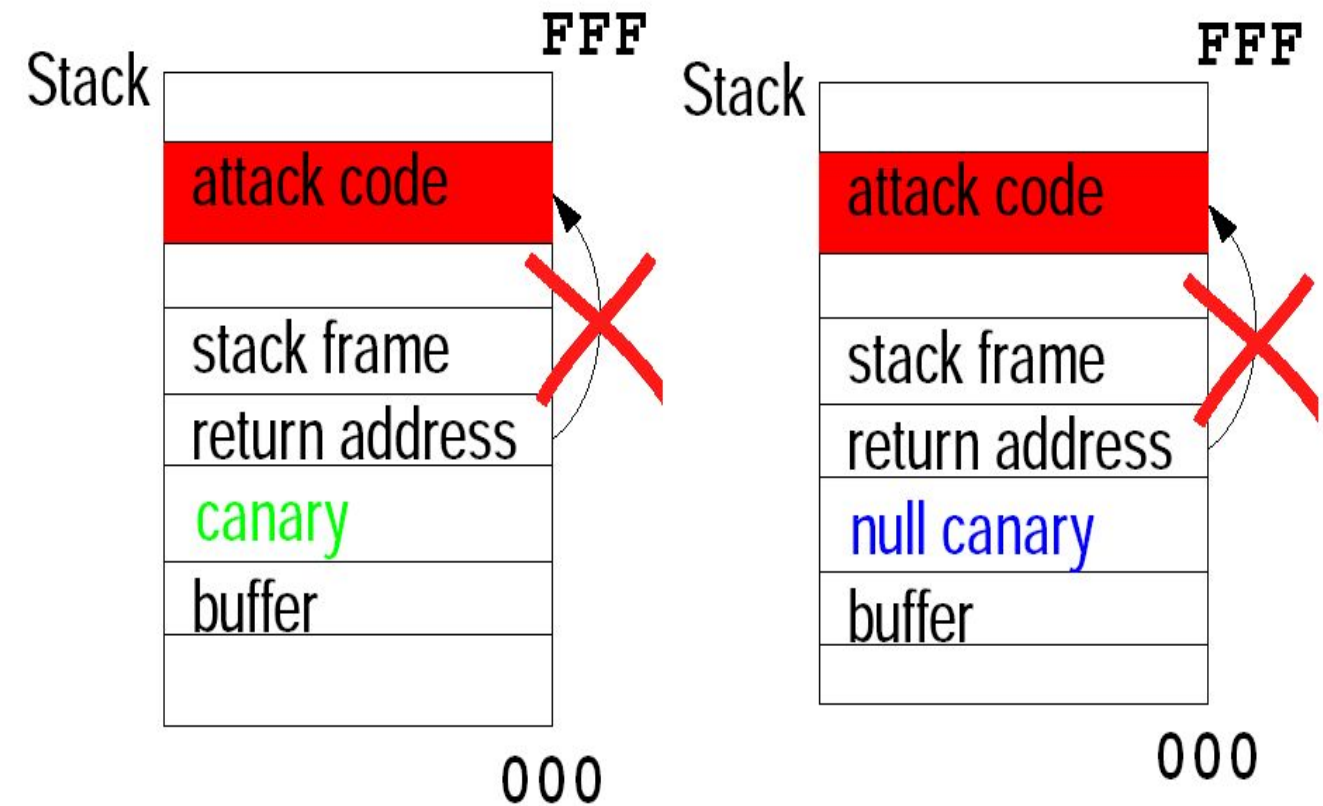 FFF
Stack
attack code
stack frame
return address
canary
buffer
000
FFF
Stack
attack code
stack frame
return address
null canary
buffer
000